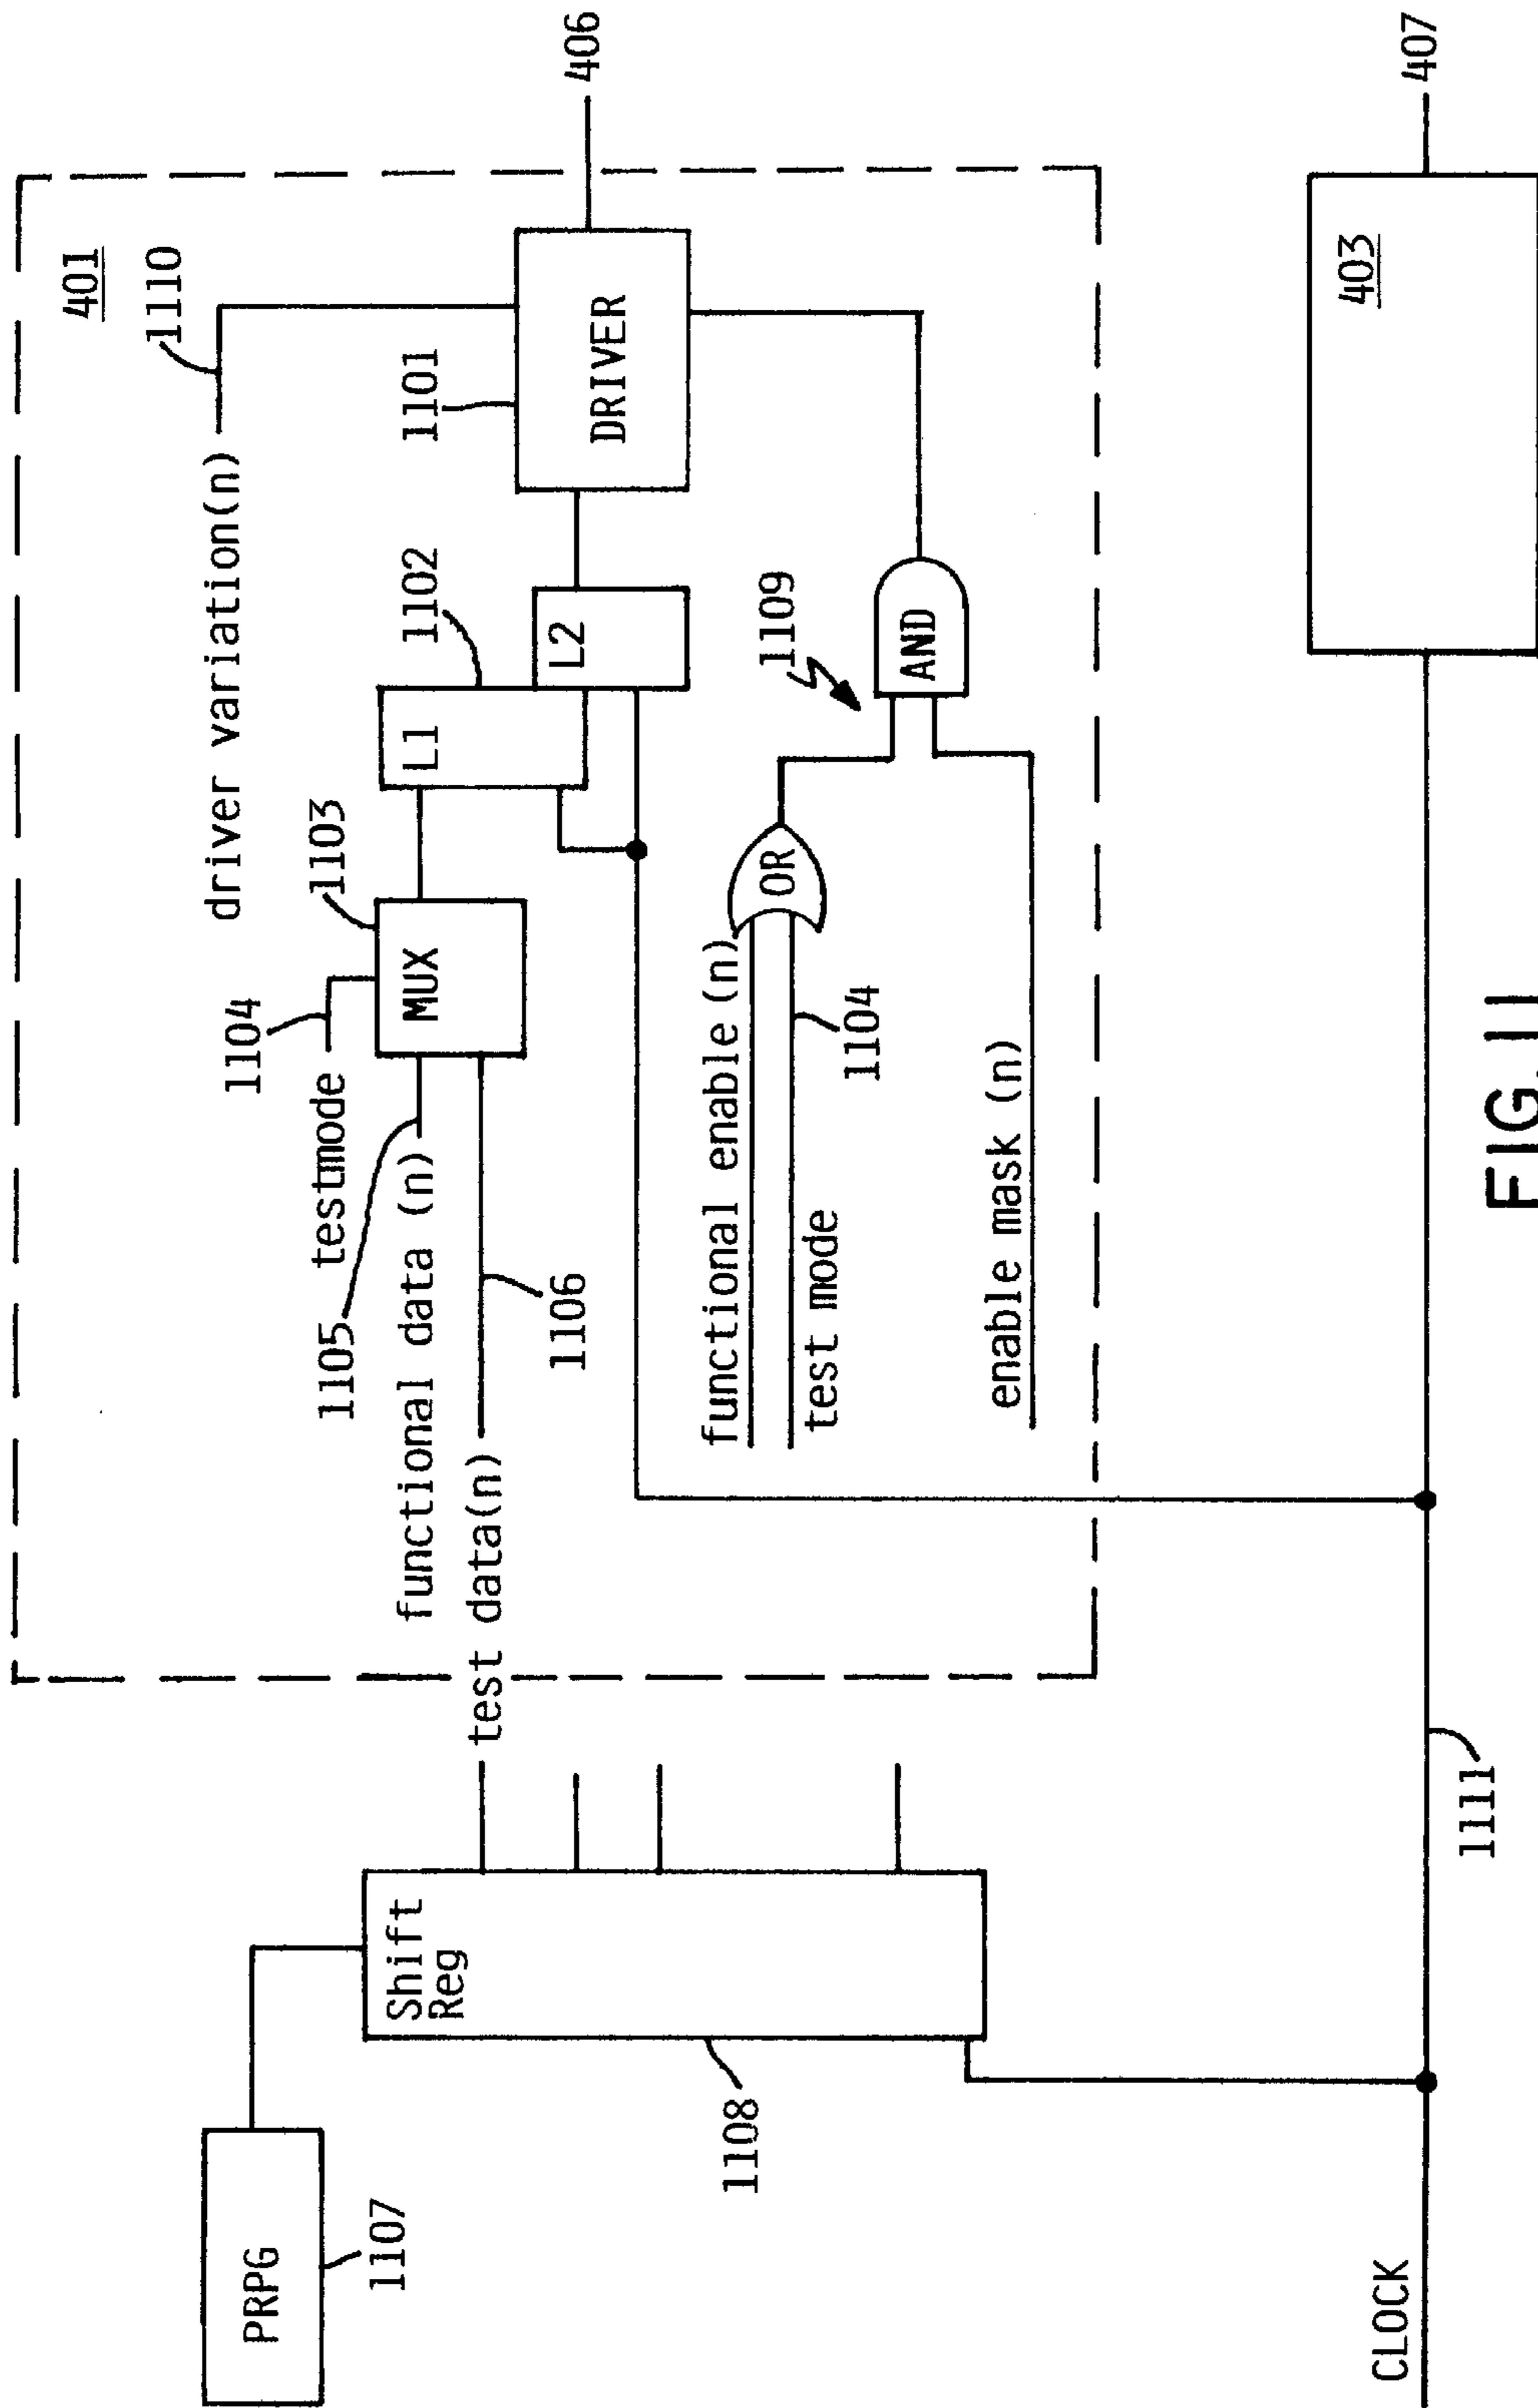 401
1110
driver variation(n)
1101
DRIVER
406
1102
L1
L2
1103
MUX
1104
testmode
1105
functional data (n)
1106
test data(n)
1109
AND
OR
functional enable (n)
1104
test mode
enable mask (n)
PRPG
1107
Shift
Reg
1108
CLOCK
1111
403
407
FIG. 11